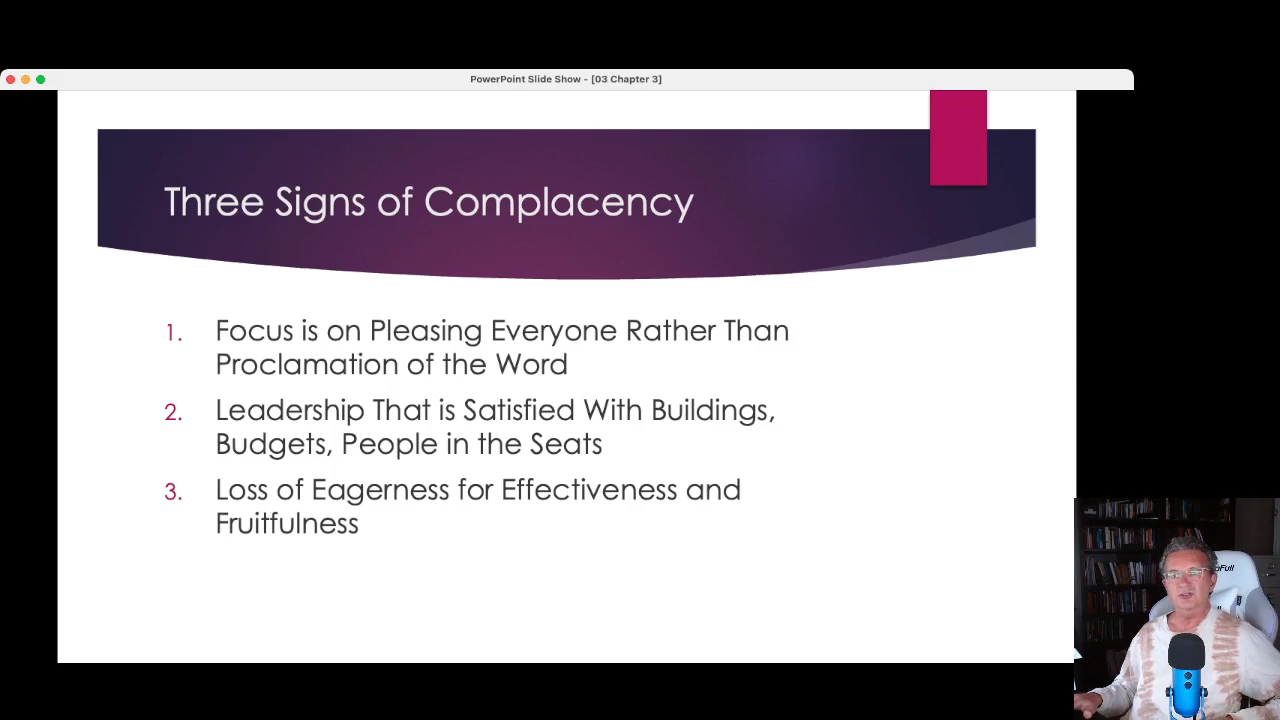 PowerPoint Slide Show - [03 Chapter 3]
Three Signs of Complacency
1. Focus is on Pleasing Everyone Rather Than
Proclamation of the Word
2. Leadership That is Satisfied With Buildings,
Budgets, People in the Seats
3. Loss of Eagerness for Effectiveness and
Fruitfulness